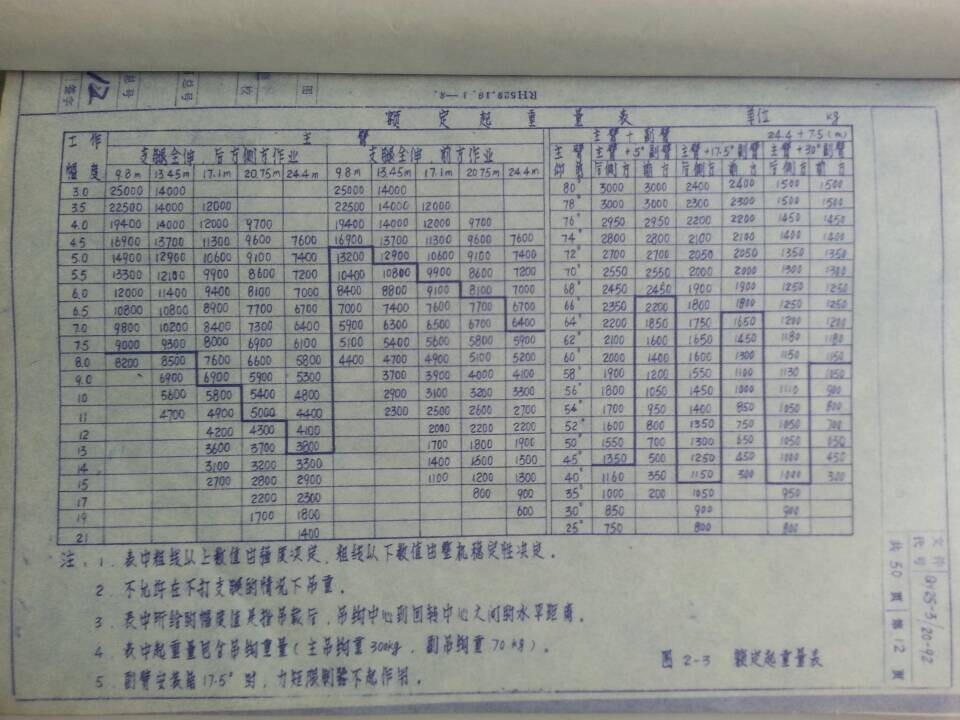 RH529.19.1-8.
图
额定起重量表 单位 kg
工作幅度 主臂 主臂+副臂 24.4+7.5(m)
支腿全伸,后方侧方作业 支腿全伸,前方作业 主臂仰角 主臂+5°副臂 主臂+17.5°副臂 主臂+30°副臂
9.8m 13.45m 17.1m 20.75m 24.4m 9.8m 13.45m 17.1m 20.75m 24.4m 后侧方 前方 后侧方 前方 后侧方 前方
3.0 25000 14000 25000 14000 80° 3000 3000 2400 2400 1500 1500
3.5 22500 14000 12000 22500 14000 12000 78° 3000 3000 2300 2300 1500 1500
4.0 19400 14000 12000 9700 19400 14000 12000 9700 76° 2950 2950 2200 2200 1450 1450
4.5 16900 13700 11300 9600 7600 16900 13700 11300 9600 7600 74° 2800 2800 2100 2100 1400 1400
5.0 14900 12900 10600 9100 7400 13200 12900 10600 9100 7400 72° 2700 2700 2050 2050 1350 1350
5.5 13300 12100 9900 8600 7200 10400 10800 9900 8600 7200 70° 2550 2550 2000 2000 1300 1300
6.0 12000 11400 9400 8100 7000 8400 8800 9100 8100 7000 68° 2450 2450 1900 1900 1250 1250
6.5 10800 10800 8900 7700 6700 7000 7400 7600 7700 6700 66° 2350 2200 1800 1800 1250 1250
7.0 9800 10200 8400 7300 6400 5900 6300 6500 6700 6400 64° 2200 1850 1750 1650 1200 1200
7.5 9000 9300 8000 6900 6100 5100 5400 5600 5800 5900 62° 2100 1600 1650 1450 1180 1180
8.0 8200 8500 7600 6600 5800 4400 4700 4900 5100 5200 60° 2000 1400 1600 1300 1150 1150
9.0 6900 6900 5900 5300 3700 3900 4000 4100 58° 1900 1200 1550 1100 1130 1050
10 5600 5800 5400 4800 2900 3100 3200 3300 56° 1800 1050 1450 1000 1110 900
11 4700 4900 5000 4400 2300 2500 2600 2700 54° 1700 950 1400 850 1050 800
12 4200 4300 4100 2000 2200 2200 52° 1600 800 1350 750 1050 700
13 3600 3700 3800 1700 1800 1900 50° 1550 700 1300 650 1050 650
14 3100 3200 3300 1400 1500 1500 45° 1350 500 1250 450 1000 450
15 2700 2800 2900 1100 1200 1300 40° 1160 350 1150 300 1000 300
17 2200 2300 800 900 35° 1000 200 1050 950
19 1700 1800 600 30° 850 900 900
21 1400 25° 750 800 800
注:1. 表中粗线以上数值由强度决定,粗线以下数值由整机稳定性决定。
2. 不允许在不打支腿的情况下吊重。
3. 表中所给的幅度值是指吊载后,吊钩中心到回转中心之间的水平距离。
4. 表中起重量包含吊钩重量(主吊钩重300kg,副吊钩重70kg)。
5. 副臂安装角17.5°时,力矩限制器不起作用。
图 2-3 额定起重量表
文件代号 QY25-3/20-92
共50页 第12页